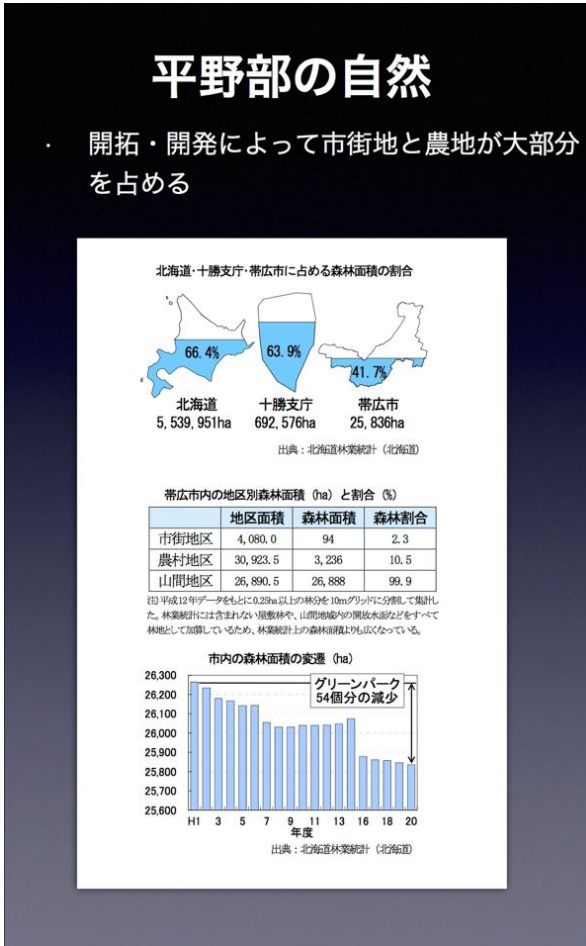 平野部の自然
・ 開拓・開発によって市街地と農地が大部分
を占める
北海道・十勝支庁・帯広市に占める森林面積の割合
66.4% 63.9% 41.7%
北海道 十勝支庁 帯広市
5,539,951ha 692,576ha 25,836ha
出典：北海道林業統計（北海道）
帯広市内の地区別森林面積（ha）と割合（%）
地区面積 森林面積 森林割合
市街地区 4,080.0 94 2.3
農村地区 30,923.5 3,236 10.5
山間地区 26,890.5 26,888 99.9
注）平成12年データをもとに0.25ha以上の林分を10mグリッドに分割して集計し
た。林業統計には含まれない屋敷林や、山間地域内の開放水面などをすべて
林地として加算しているため、林業統計上の森林面積よりも広くなっている。
市内の森林面積の変遷（ha）
グリーンパーク
54個分の減少
26,300
26,200
26,100
26,000
25,900
25,800
25,700
25,600
H1 3 5 7 9 11 13 16 18 20
年度
出典：北海道林業統計（北海道）